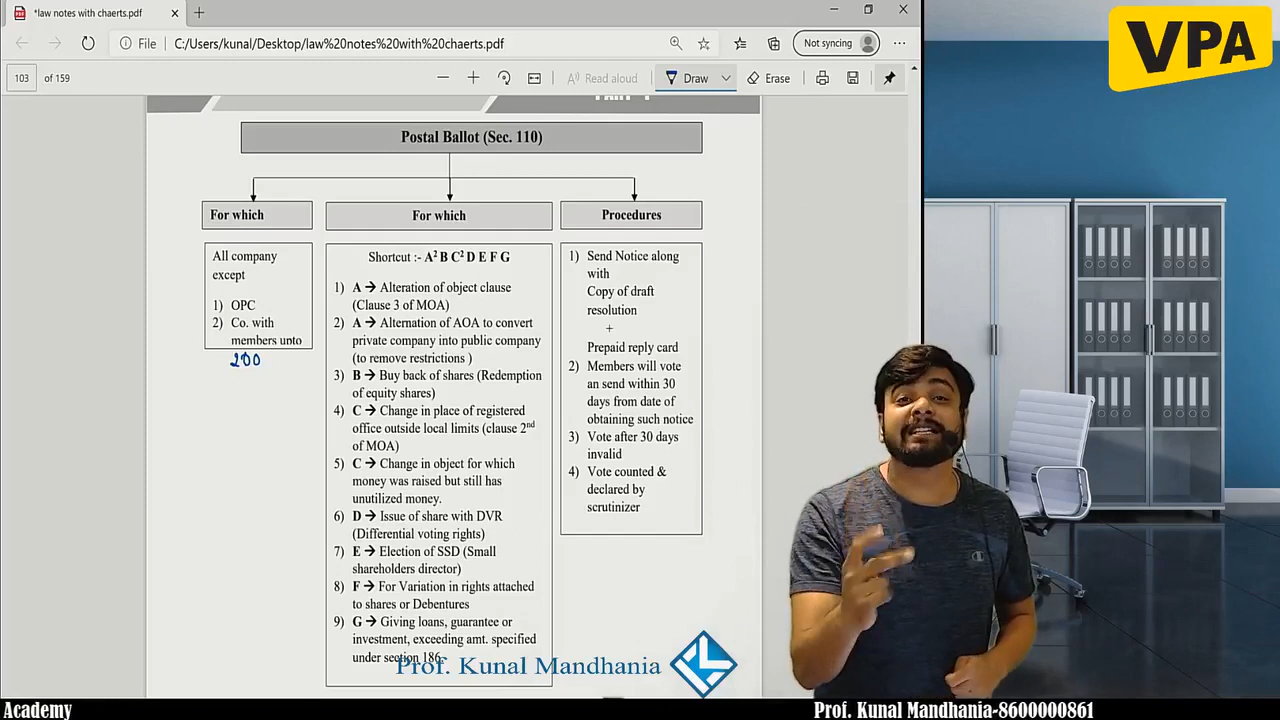 *law notes with chaerts.pdf
File C:/Users/kunal/Desktop/law%20notes%20with%20chaerts.pdf
Not syncing
103 of 159
Read aloud
Draw
Erase
VPA
Postal Ballot (Sec. 110)
For which
All company
except
1) OPC
2) Co. with
members upto
200
For which
Shortcut :- A² B C² D E F G
1) A → Alteration of object clause
(Clause 3 of MOA)
2) A → Alternation of AOA to convert
private company into public company
(to remove restrictions )
3) B → Buy back of shares (Redemption
of equity shares)
4) C → Change in place of registered
office outside local limits (clause 2nd
of MOA)
5) C → Change in object for which
money was raised but still has
unutilized money.
6) D → Issue of share with DVR
(Differential voting rights)
7) E → Election of SSD (Small
shareholders director)
8) F → For Variation in rights attached
to shares or Debentures
9) G → Giving loans, guarantee or
investment, exceeding amt. specified
under section 186
Procedures
1) Send Notice along
with
Copy of draft
resolution
+
Prepaid reply card
2) Members will vote
an send within 30
days from date of
obtaining such notice
3) Vote after 30 days
invalid
4) Vote counted &
declared by
scrutinizer
Prof. Kunal Mandhania
Academy
Prof. Kunal Mandhania-8600000861